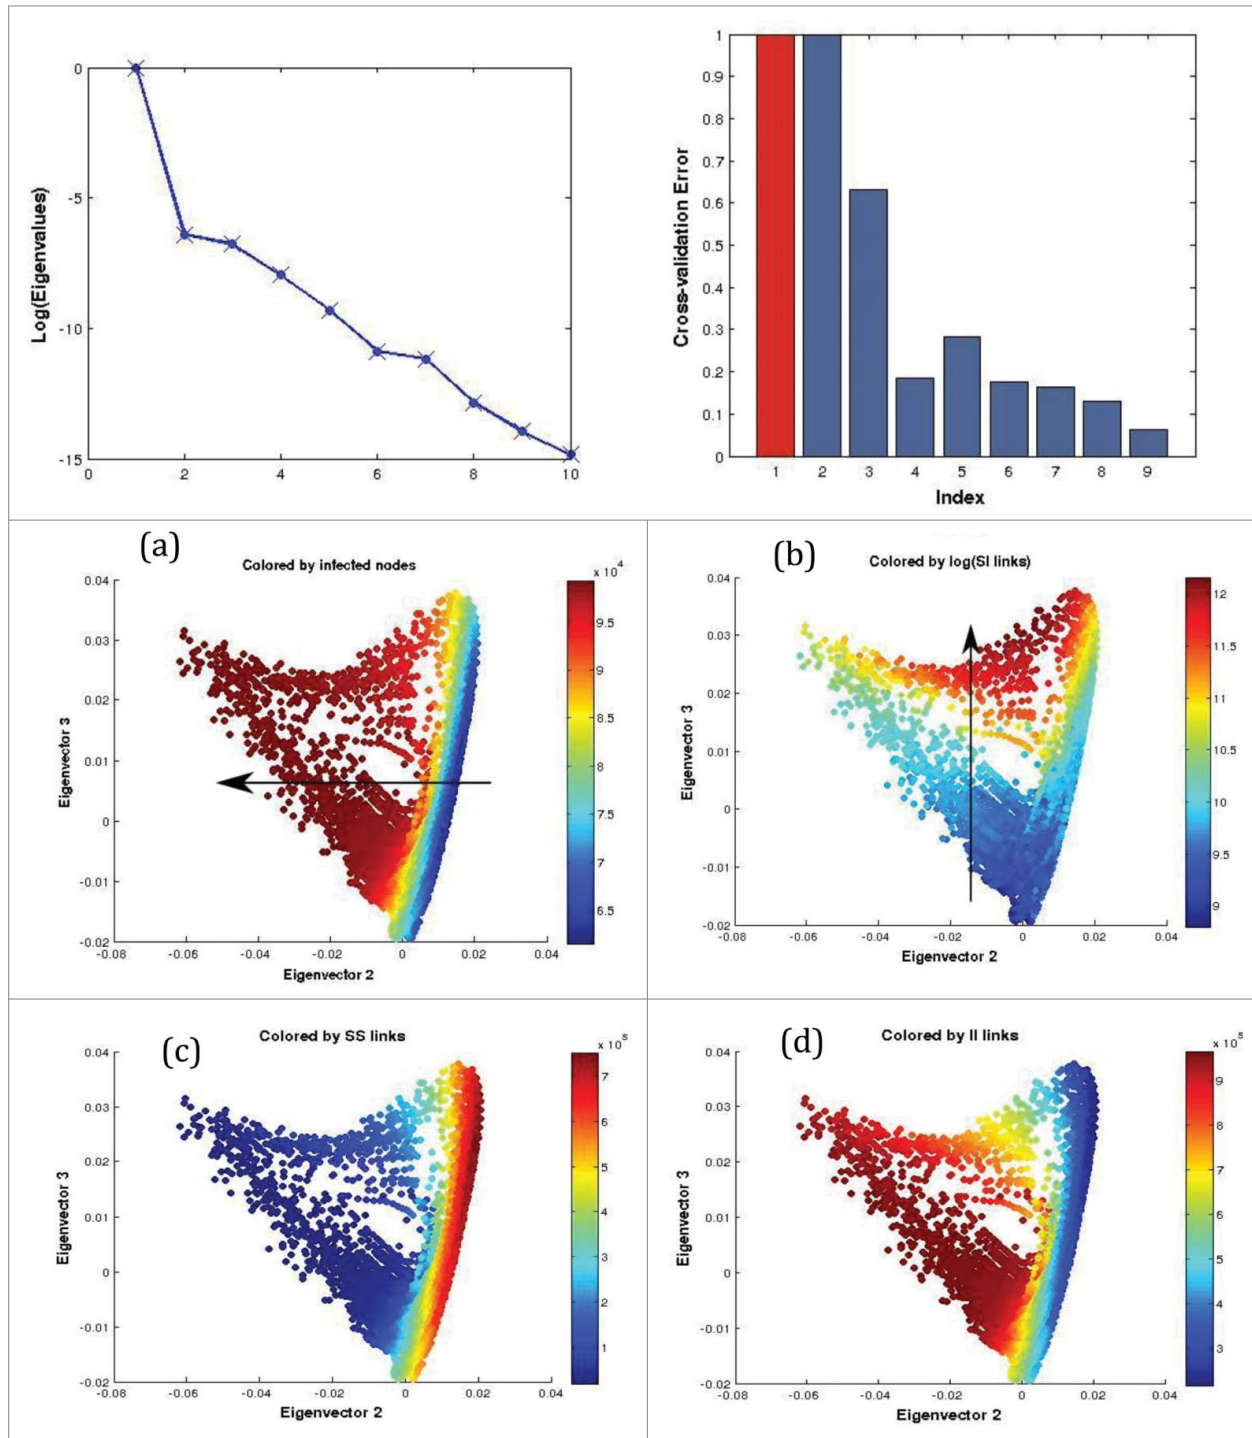 0
-5
-10
-15
0 2 4 6 8 10
Log(Eigenvalues)
1
0.9
0.8
0.7
0.6
0.5
0.4
0.3
0.2
0.1
0
1 2 3 4 5 6 7 8 9
Cross-validation Error
Index
(a)
Colored by infected nodes
x 10^4
0.04
0.03
0.02
0.01
0
-0.01
-0.02
-0.08 -0.06 -0.04 -0.02 0 0.02 0.04
Eigenvector 3
Eigenvector 2
9.5
9
8.5
8
7.5
7
6.5
(b)
Colored by log(SI links)
0.04
0.03
0.02
0.01
0
-0.01
-0.02
-0.08 -0.06 -0.04 -0.02 0 0.02 0.04
Eigenvector 3
Eigenvector 2
12
11.5
11
10.5
10
9.5
9
(c)
Colored by SS links
x 10^5
0.04
0.03
0.02
0.01
0
-0.01
-0.02
-0.08 -0.06 -0.04 -0.02 0 0.02 0.04
Eigenvector 3
Eigenvector 2
7
6
5
4
3
2
1
(d)
Colored by II links
x 10^5
0.04
0.03
0.02
0.01
0
-0.01
-0.02
-0.08 -0.06 -0.04 -0.02 0 0.02 0.04
Eigenvector 3
Eigenvector 2
9
8
7
6
5
4
3